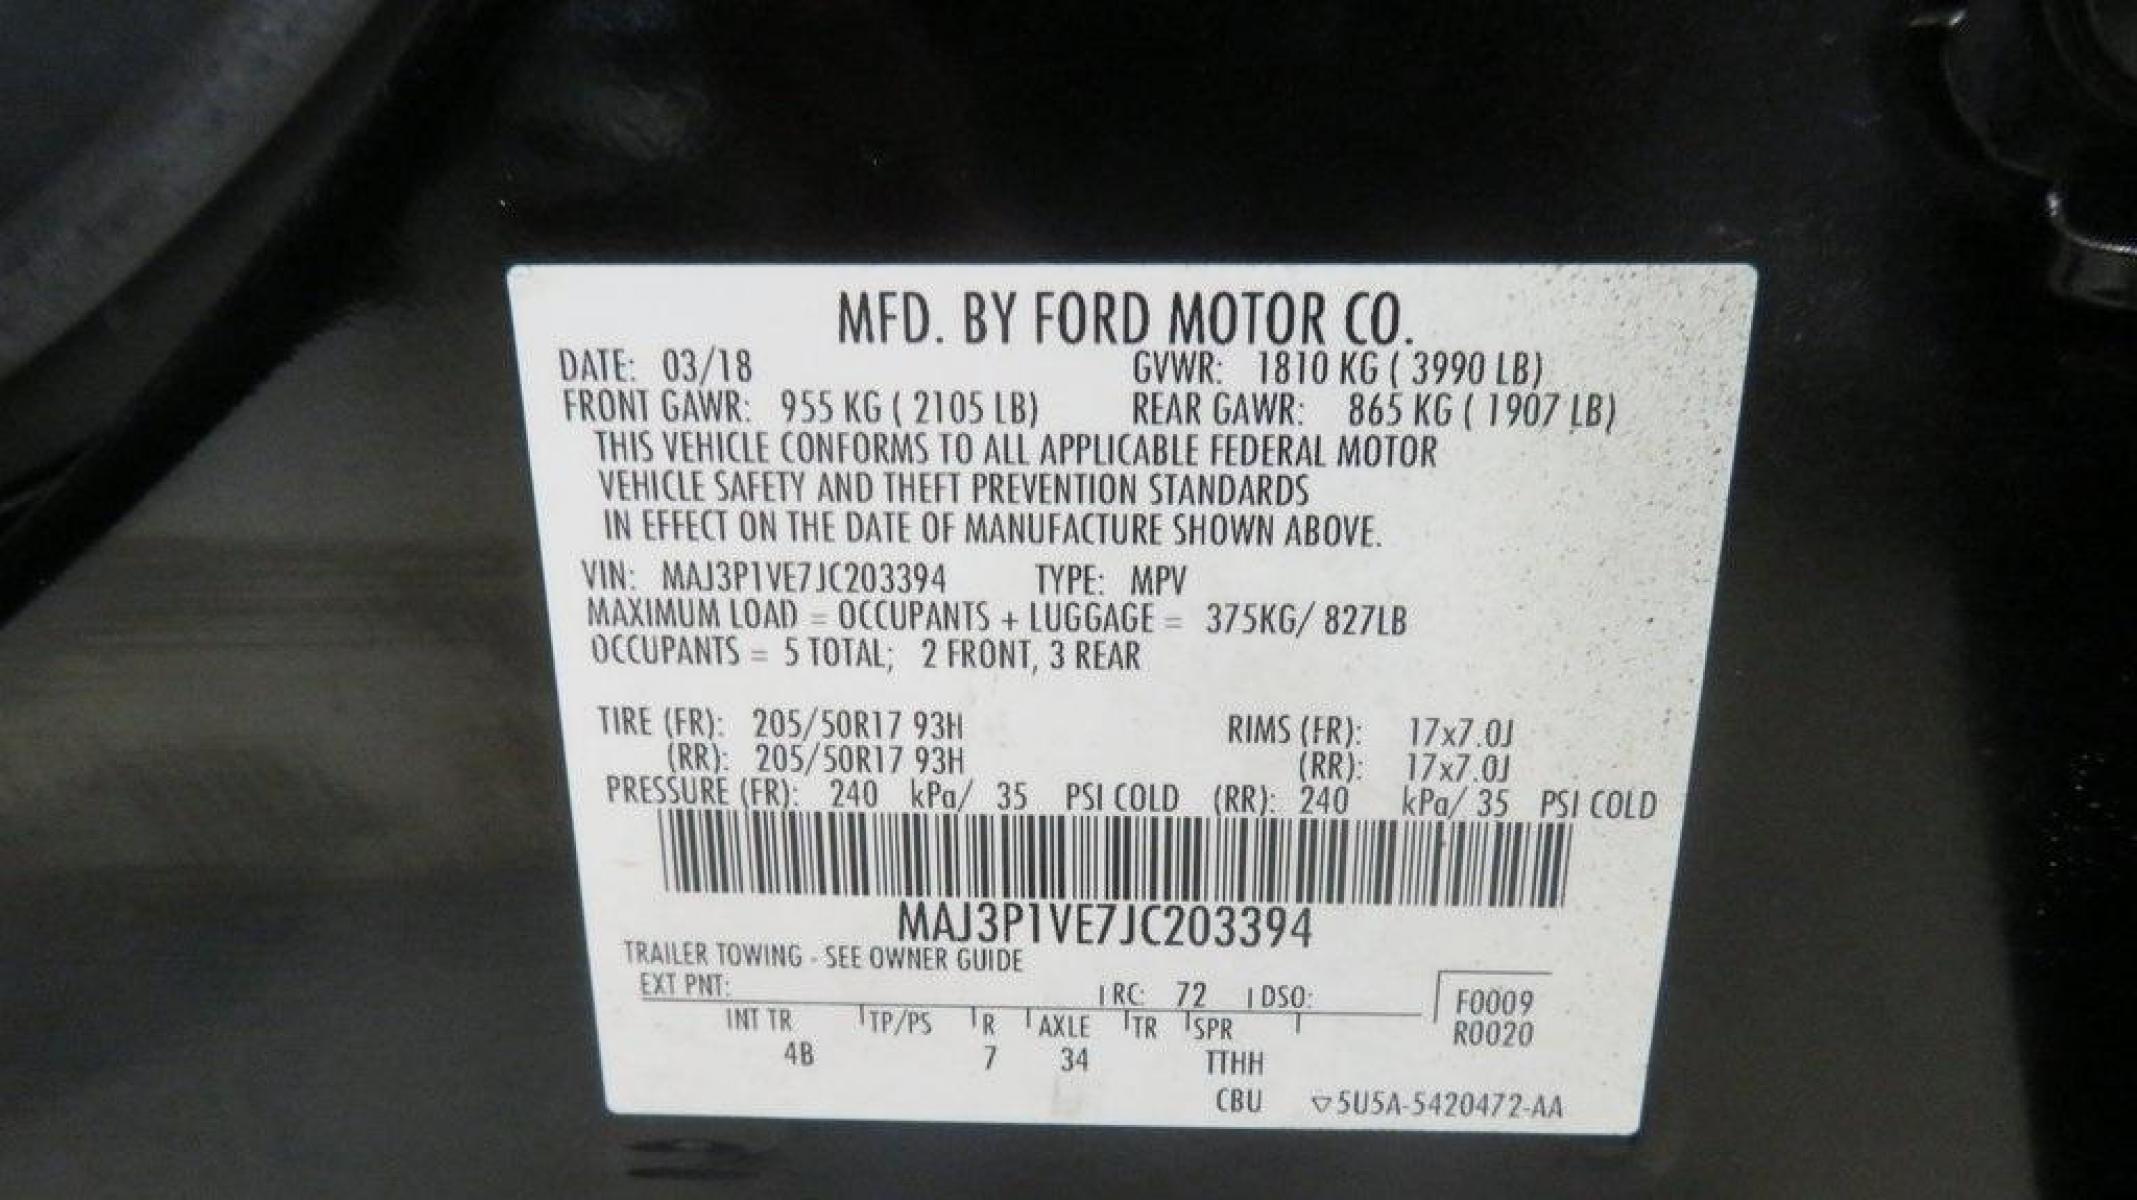 MFD. BY FORD MOTOR CO.
DATE: 03/18 GVWR: 1810 KG ( 3990 LB)
FRONT GAWR: 955 KG ( 2105 LB) REAR GAWR: 865 KG ( 1907 LB)
THIS VEHICLE CONFORMS TO ALL APPLICABLE FEDERAL MOTOR
VEHICLE SAFETY AND THEFT PREVENTION STANDARDS
IN EFFECT ON THE DATE OF MANUFACTURE SHOWN ABOVE.
VIN: MAJ3P1VE7JC203394 TYPE: MPV
MAXIMUM LOAD = OCCUPANTS + LUGGAGE = 375KG/ 827LB
OCCUPANTS = 5 TOTAL; 2 FRONT, 3 REAR
TIRE (FR): 205/50R17 93H RIMS (FR): 17x7.0J
(RR): 205/50R17 93H (RR): 17x7.0J
PRESSURE (FR): 240 kPa/ 35 PSI COLD (RR): 240 kPa/ 35 PSI COLD
MAJ3P1VE7JC203394
TRAILER TOWING - SEE OWNER GUIDE
EXT PNT: RC: 72 DSO: F0009
INT TR TP/PS R AXLE TR SPR R0020
4B 7 34 TTHH
CBU ▽5U5A-5420472-AA